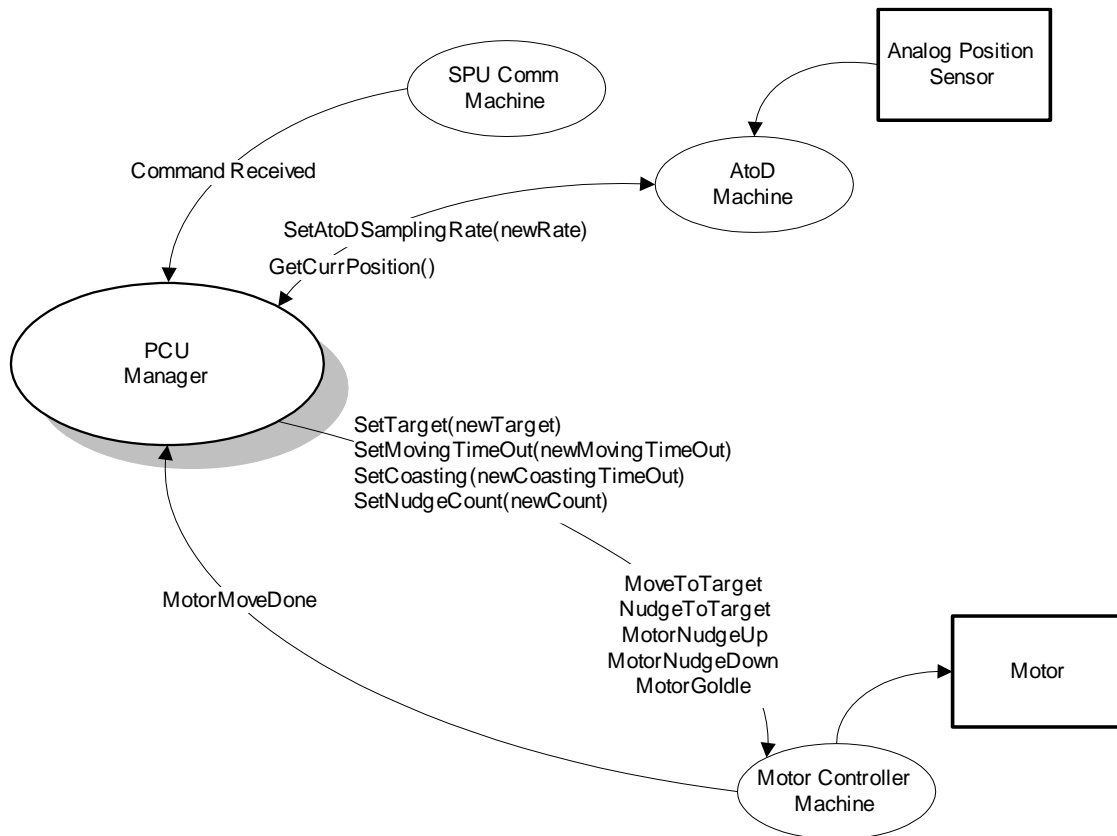 SPU Comm
Machine
Analog Position
Sensor
Command Received
AtoD
Machine
SetAtoDSamplingRate(newRate)
GetCurrPosition()
PCU
Manager
SetTarget(newTarget)
SetMovingTimeOut(newMovingTimeOut)
SetCoasting(newCoastingTimeOut)
SetNudgeCount(newCount)
MotorMoveDone
MoveToTarget
NudgeToTarget
MotorNudgeUp
MotorNudgeDown
MotorGoIdle
Motor
Motor Controller
Machine